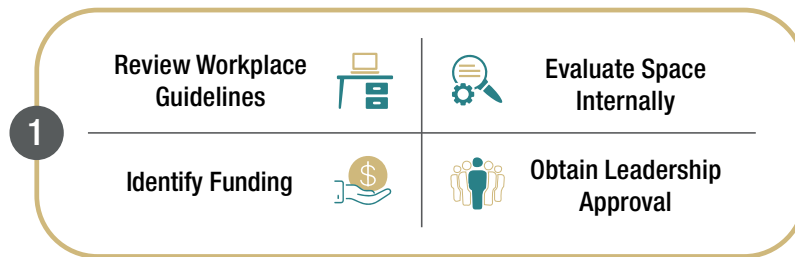 1
Review Workplace
Guidelines
Evaluate Space
Internally
Identify Funding
$
Obtain Leadership
Approval